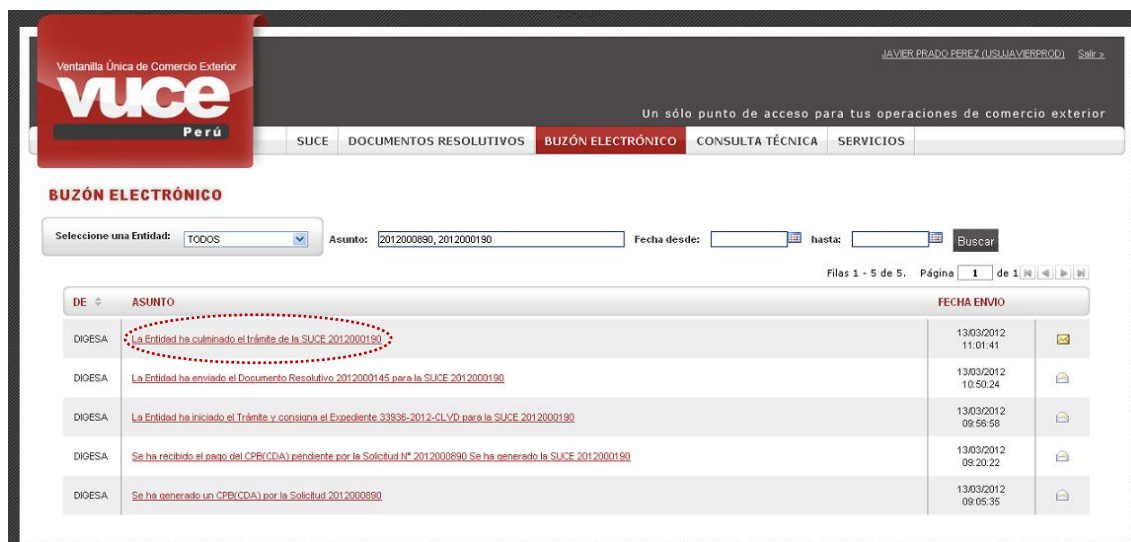 JAVIER PRADO PEREZ (USUJAVIERPROD) Salir »
Ventanilla Única de Comercio Exterior
vuce
Perú
Un sólo punto de acceso para tus operaciones de comercio exterior
SUCE DOCUMENTOS RESOLUTIVOS BUZÓN ELECTRÓNICO CONSULTA TÉCNICA SERVICIOS
BUZÓN ELECTRÓNICO
Seleccione una Entidad: TODOS Asunto: 2012000890, 2012000190 Fecha desde: hasta: Buscar
Filas 1 - 5 de 5. Página 1 de 1
DE ASUNTO FECHA ENVIO
DIGESA La Entidad ha culminado el trámite de la SUCE 2012000190 13/03/2012 11:01:41
DIGESA La Entidad ha enviado el Documento Resolutivo 2012000145 para la SUCE 2012000190 13/03/2012 10:50:24
DIGESA La Entidad ha iniciado el Trámite y consigna el Expediente 33936-2012-CLVD para la SUCE 2012000190 13/03/2012 09:56:58
DIGESA Se ha recibido el pago del CPB(CDA) pendiente por la Solicitud N° 2012000890 Se ha generado la SUCE 2012000190 13/03/2012 09:20:22
DIGESA Se ha generado un CPB(CDA) por la Solicitud 2012000890 13/03/2012 09:05:35